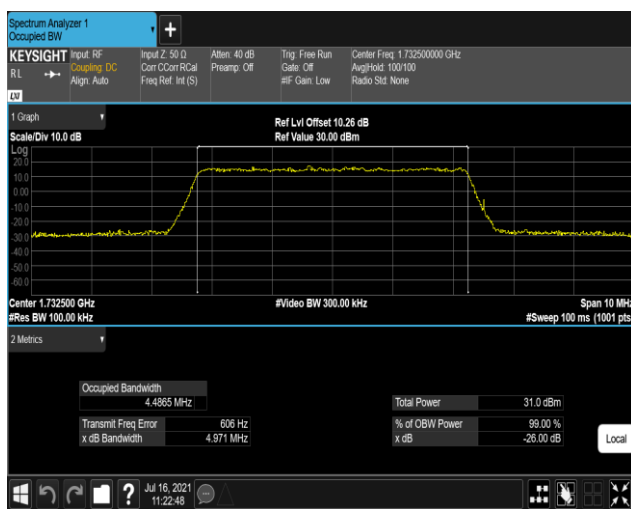 Spectrum Analyzer 1
Occupied BW
KEYSIGHT Input: RF Input Z: 50 Ω Atten: 40 dB Trig: Free Run Center Freq: 1.732500000 GHz
RL Coupling: DC Corr CCorr RCal Preamp: Off Gate: Off Avg|Hold: 100/100
Align: Auto Freq Ref: Int (S) #IF Gain: Low Radio Std: None
LXI
1 Graph Ref Lvl Offset 10.26 dB
Scale/Div 10.0 dB Ref Value 30.00 dBm
Log
20.0
10.0
0.00
-10.0
-20.0
-30.0
-40.0
-50.0
-60.0
Center 1.732500 GHz #Video BW 300.00 kHz Span 10 MHz
#Res BW 100.00 kHz #Sweep 100 ms (1001 pts
2 Metrics
Occupied Bandwidth
4.4865 MHz Total Power 31.0 dBm
Transmit Freq Error 606 Hz % of OBW Power 99.00 %
x dB Bandwidth 4.971 MHz x dB -26.00 dB
Local
? Jul 16, 2021
11:22:48